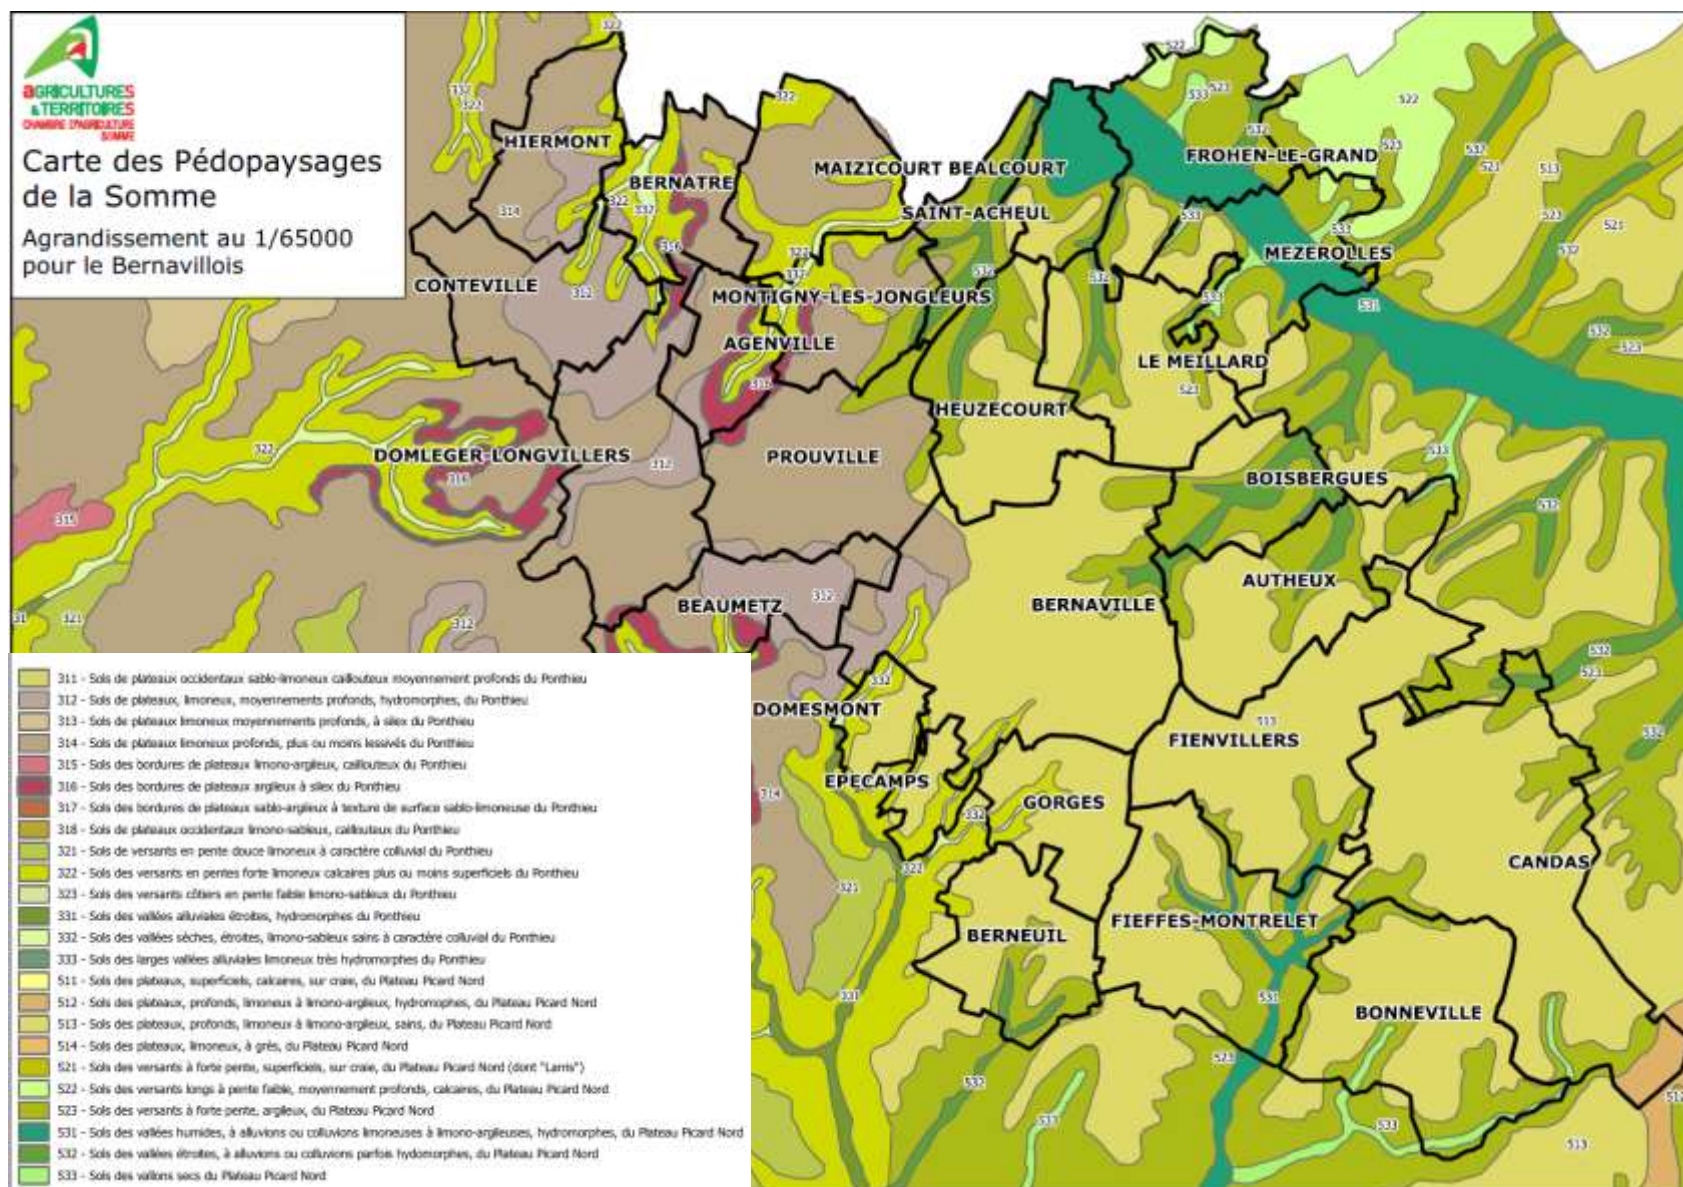 aGRICULTURES
& TERRITOIRES
CHAMBRE D'AGRICULTURE
SOMME
Carte des Pédopaysages
de la Somme
Agrandissement au 1/65000
pour le Bernavillois
HIERMONT
BERNATRE
MAIZICOURT BEALCOURT
FROHEN-LE-GRAND
SAINT-ACHEUL
MEZEROLLES
CONTEVILLE
MONTIGNY-LES-JONGLEURS
AGENVILLE
LE MEILLARD
HEUZECOURT
DOMLEGER-LONGVILLERS
PROUVILLE
BOISBERGUES
AUTHEUX
BEAUMETZ
BERNAVILLE
DOMESMONT
FIENVILLERS
EPECAMPS
GORGES
CANDAS
FIEFFES-MONTRELET
BERNEUIL
BONNEVILLE
311 - Sols de plateaux occidentaux sablo-limoneux caillouteux moyennement profonds du Ponthieu
312 - Sols de plateaux, limoneux, moyennements profonds, hydromorphes, du Ponthieu
313 - Sols de plateaux limoneux moyennements profonds, à silex du Ponthieu
314 - Sols de plateaux limoneux profonds, plus ou moins lessivés du Ponthieu
315 - Sols des bordures de plateaux limono-argileux, caillouteux du Ponthieu
316 - Sols des bordures de plateaux argileux à silex du Ponthieu
317 - Sols des bordures de plateaux sablo-argileux à texture de surface sablo-limoneuse du Ponthieu
318 - Sols de plateaux occidentaux limono-sableux, caillouteux du Ponthieu
321 - Sols de versants en pente douce limoneux à caractère colluvial du Ponthieu
322 - Sols des versants en pentes forte limoneux calcaires plus ou moins superficiels du Ponthieu
323 - Sols des versants côtiers en pente faible limono-sableux du Ponthieu
331 - Sols des vallées alluviales étroites, hydromorphes du Ponthieu
332 - Sols des vallées sèches, étroites, limono-sableux sains à caractère colluvial du Ponthieu
333 - Sols des larges vallées alluviales limoneux très hydromorphes du Ponthieu
511 - Sols des plateaux, superficiels, calcaires, sur craie, du Plateau Picard Nord
512 - Sols des plateaux, profonds, limoneux à limono-argileux, hydromophes, du Plateau Picard Nord
513 - Sols des plateaux, profonds, limoneux à limono-argileux, sains, du Plateau Picard Nord
514 - Sols des plateaux, limoneux, à grès, du Plateau Picard Nord
521 - Sols des versants à forte pente, superficiels, sur craie, du Plateau Picard Nord (dont "Larris")
522 - Sols des versants longs à pente faible, moyennement profonds, calcaires, du Plateau Picard Nord
523 - Sols des versants à forte pente, argileux, du Plateau Picard Nord
531 - Sols des vallées humides, à alluvions ou colluvions limoneuses à limono-argileuses, hydromorphes, du Plateau Picard Nord
532 - Sols des vallées étroites, à alluvions ou colluvions parfois hydomorphes, du Plateau Picard Nord
533 - Sols des vallons secs du Plateau Picard Nord